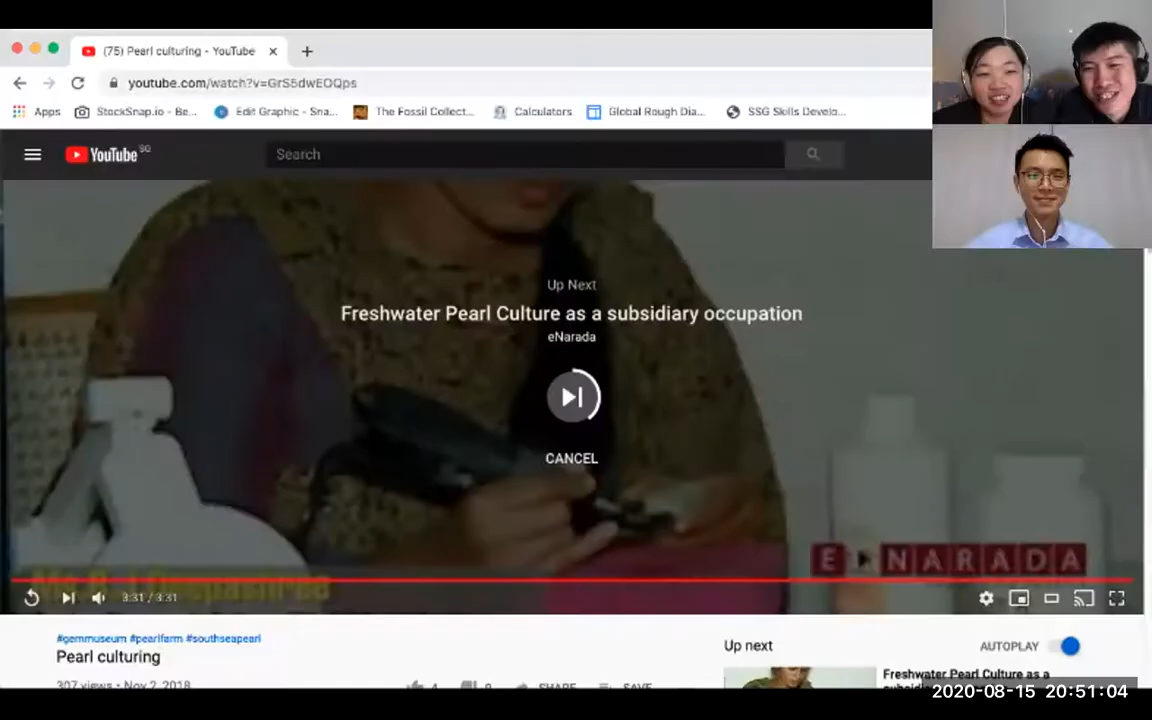 (75) Pearl culturing - YouTube
youtube.com/watch?v=GrS5dwEOQps
Apps StockSnap.io - Be... Edit Graphic - Sna... The Fossil Collect... Calculators Global Rough Dia... SSG Skills Develo...
YouTube SG
Search
Up Next
Freshwater Pearl Culture as a subsidiary occupation
eNarada
CANCEL
E NARADA
3:31 / 3:31
#gemmuseum #pearlfarm #southseapearl
Pearl culturing
Up next
AUTOPLAY
307 views • Nov 2, 2018
4
SHARE
SAVE
Freshwater Pearl Culture as a
2020-08-15 20:51:04